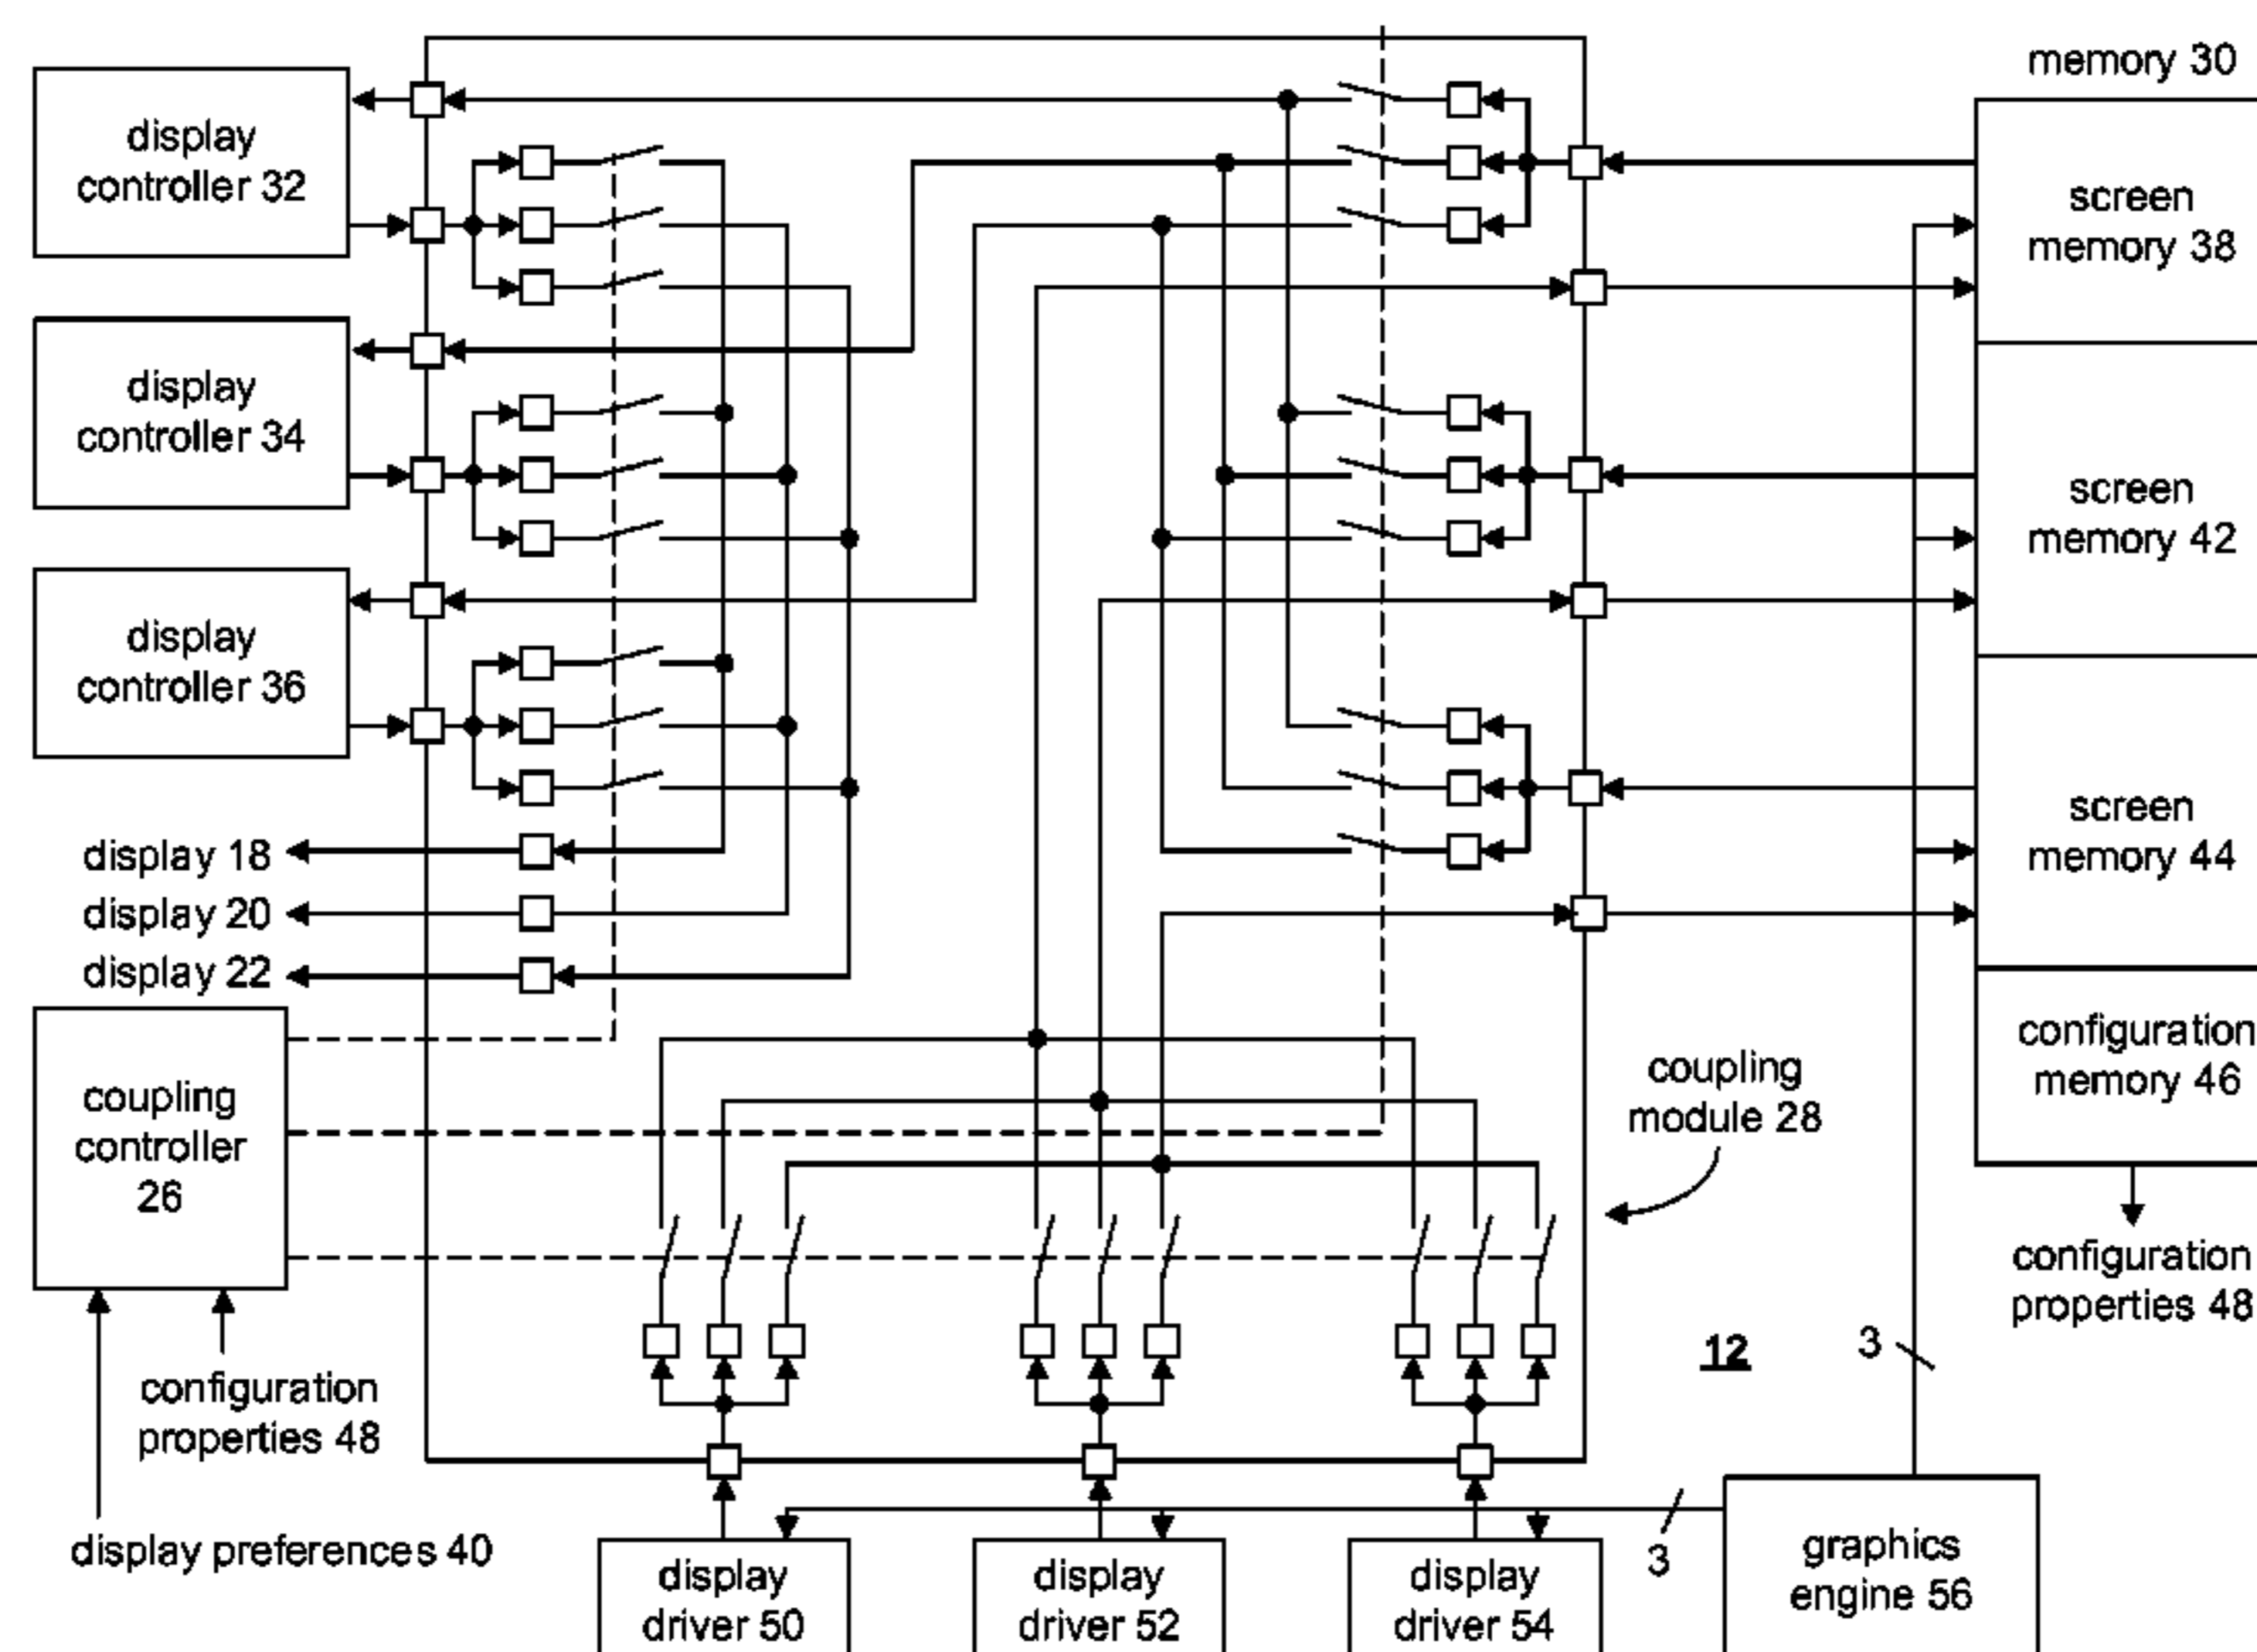 memory 30
display
controller 32
screen
memory 38
display
controller 34
screen
memory 42
display
controller 36
screen
memory 44
display 18
display 20
display 22
configuration
memory 46
coupling
controller
26
coupling
module 28
configuration
properties 48
12
3
configuration
properties 48
display preferences 40
display
driver 50
display
driver 52
display
driver 54
3
graphics
engine 56